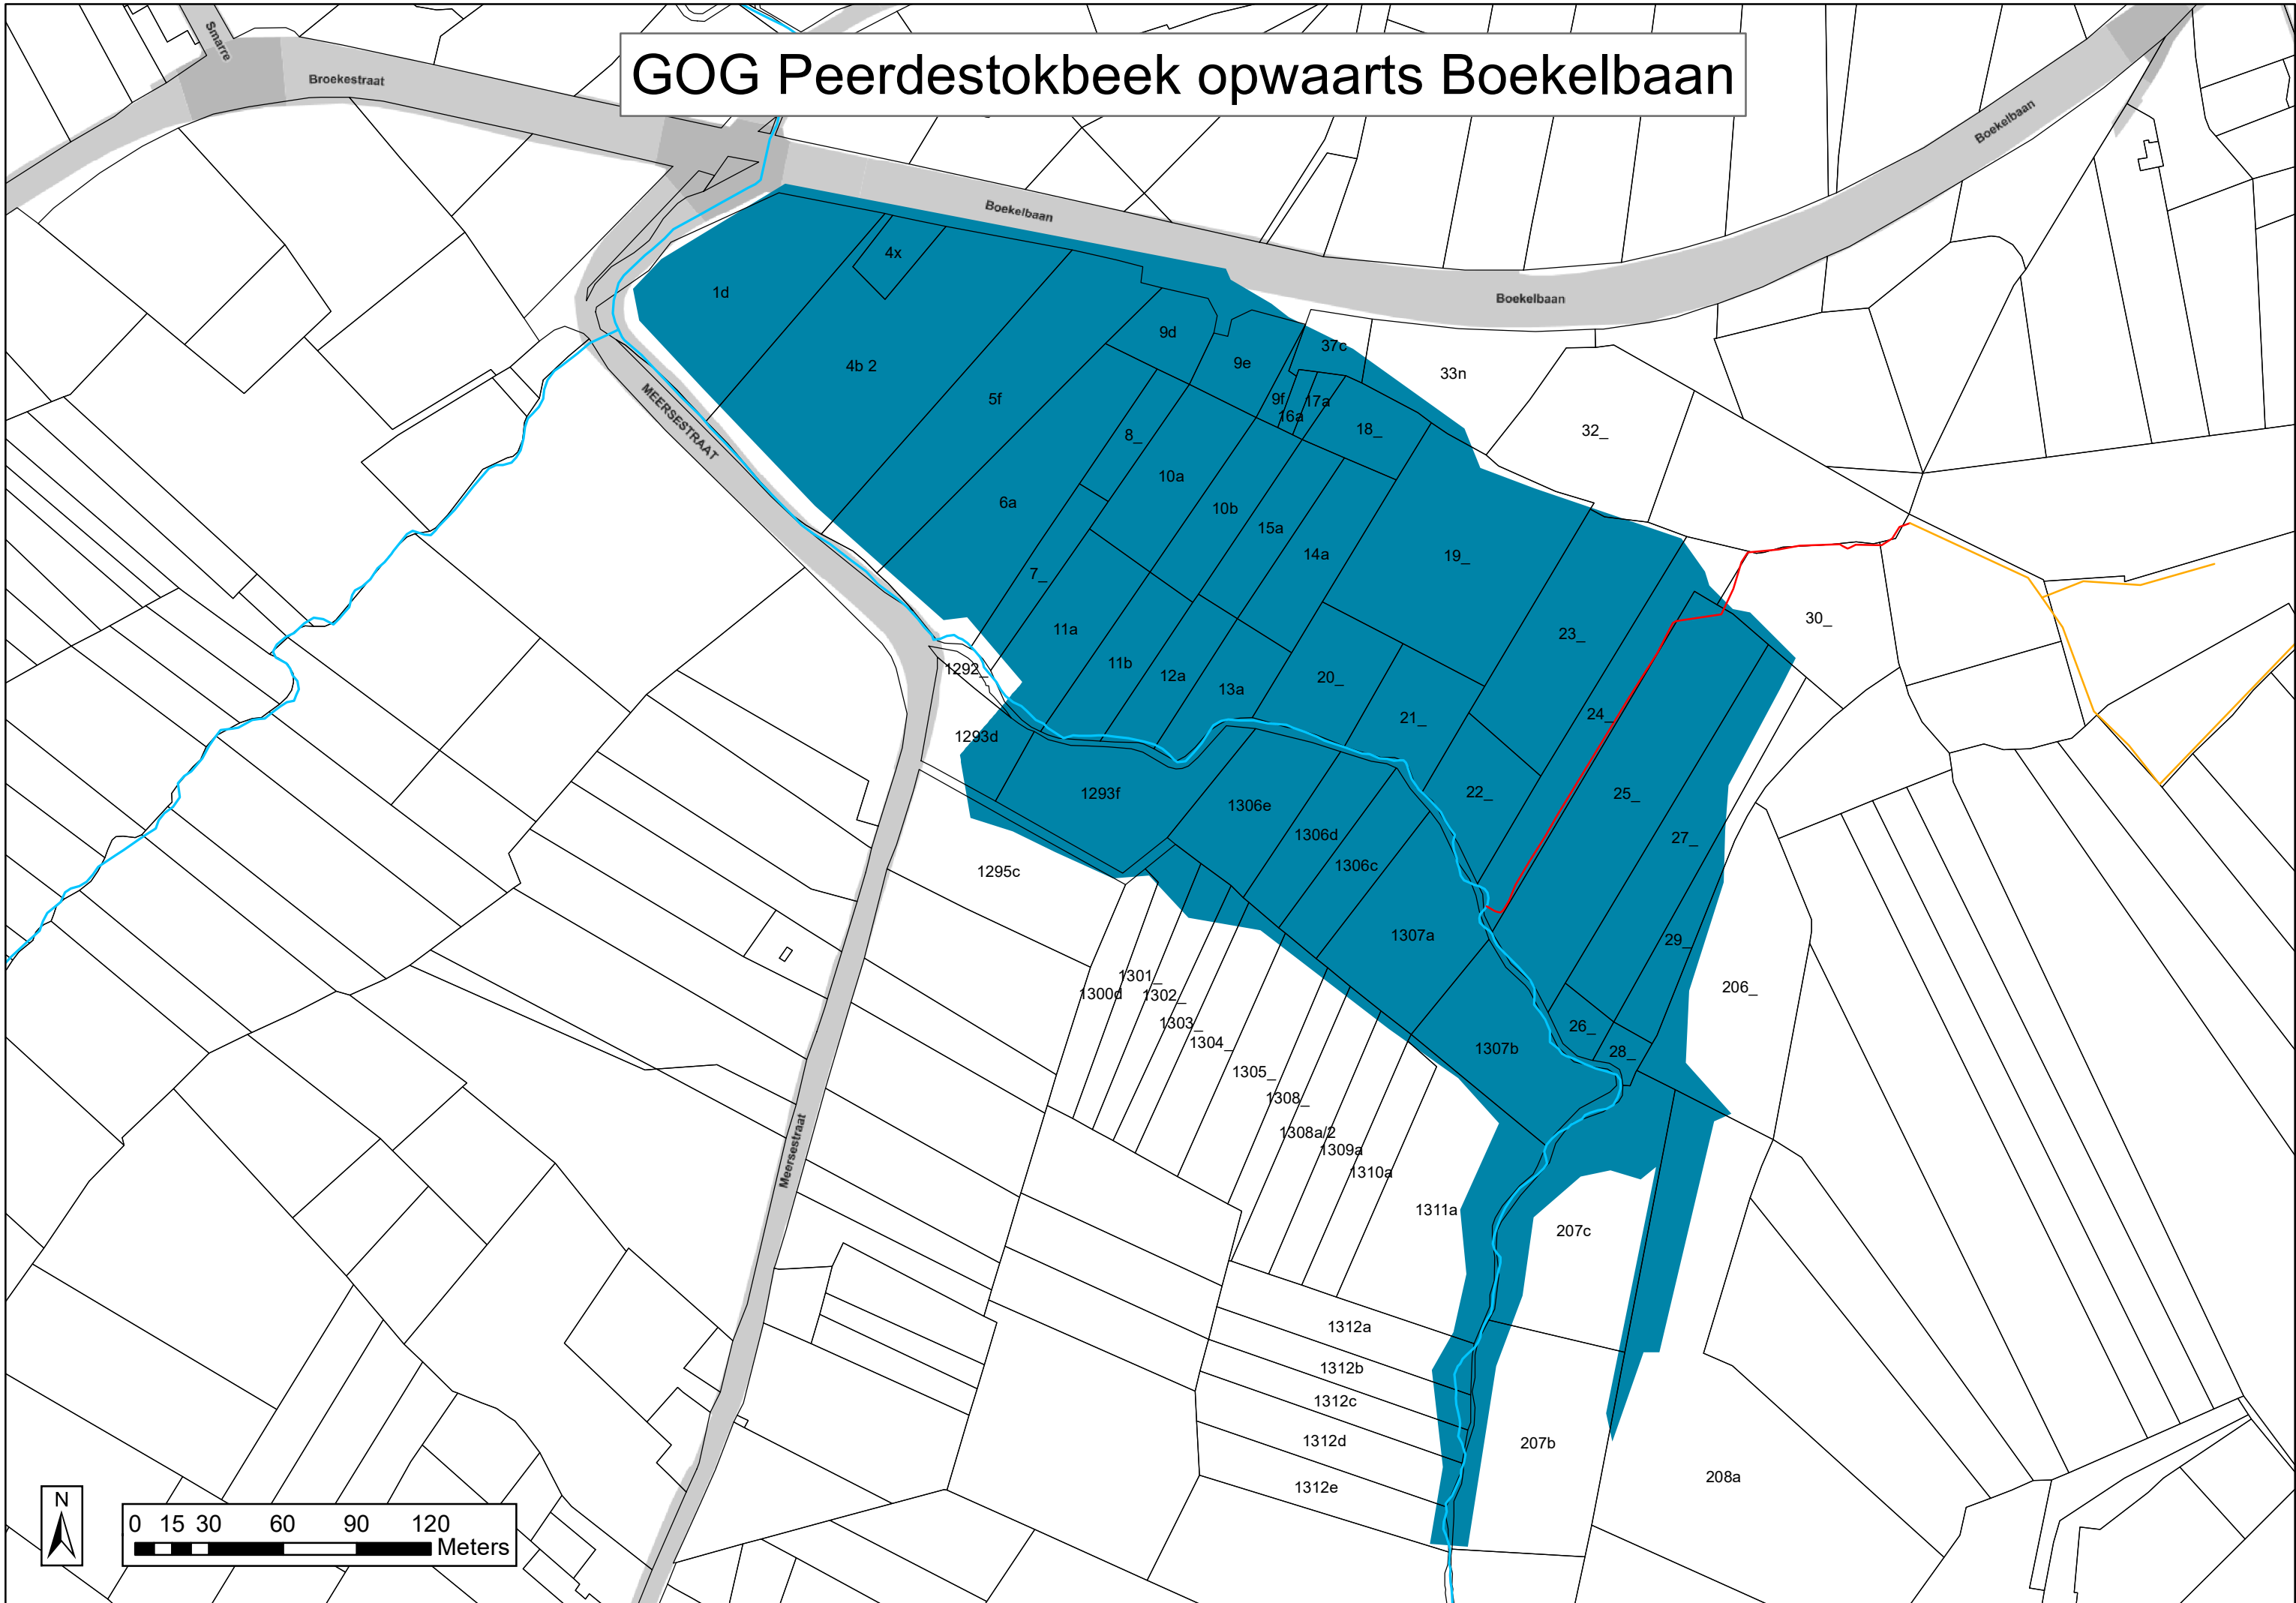 Smarre
Broekestraat
GOG Peerdestokbeek opwaarts Boekelbaan
Boekelbaan
Boekelbaan
Boekelbaan
4x
1d
9d
37c
4b 2
9e
33n
5f
9f
17a
16a
MEERSESTRAAT
8_
18_
32_
10a
6a
10b
15a
14a
19_
7_
30_
11a
23_
1292_
11b
12a
13a
20_
24_
21_
1293d
1293f
22_
25_
1306e
1306d
27_
1306c
1295c
1307a
29_
1301_
1300d
1302_
206_
1303_
26_
1304_
1307b
28_
1305_
1308_
1308a/2
1309a
Meersestraat
1310a
1311a
207c
1312a
1312b
1312c
1312d
207b
208a
1312e
N
0 15 30 60 90 120
Meters